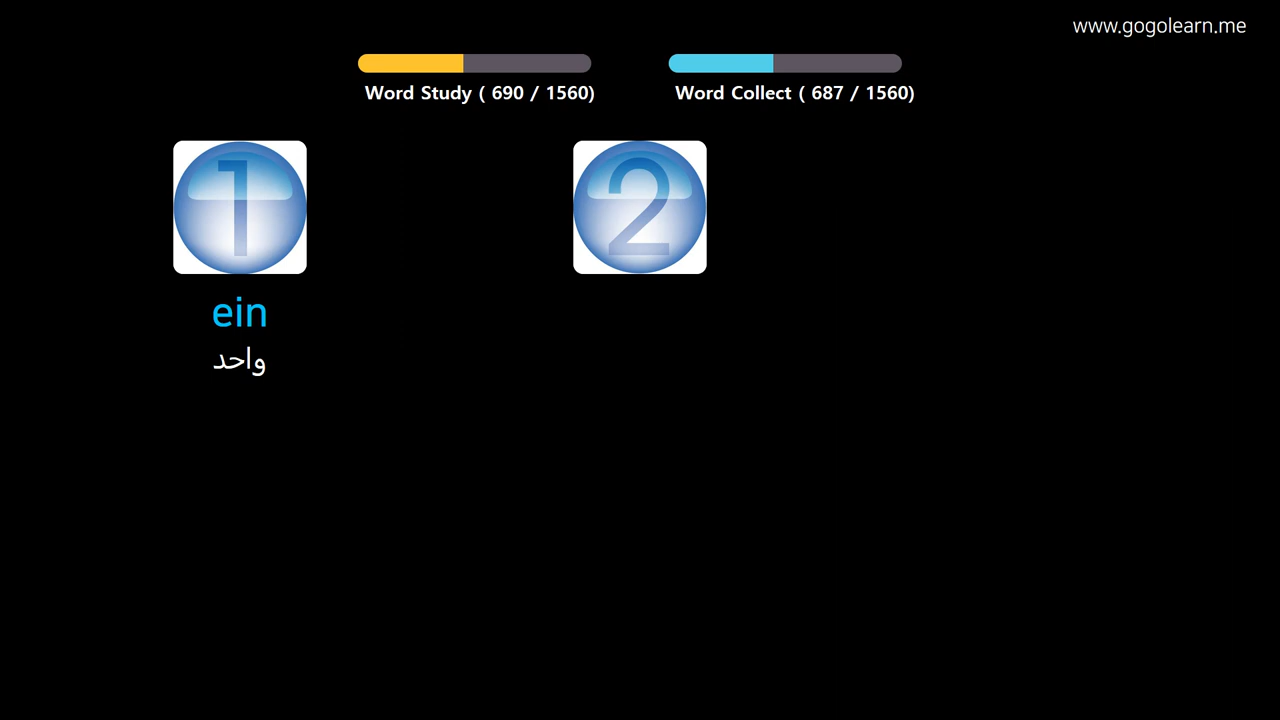 www.gogolearn.me
Word Study ( 690 / 1560)
Word Collect ( 687 / 1560)
1
2
ein
واحد